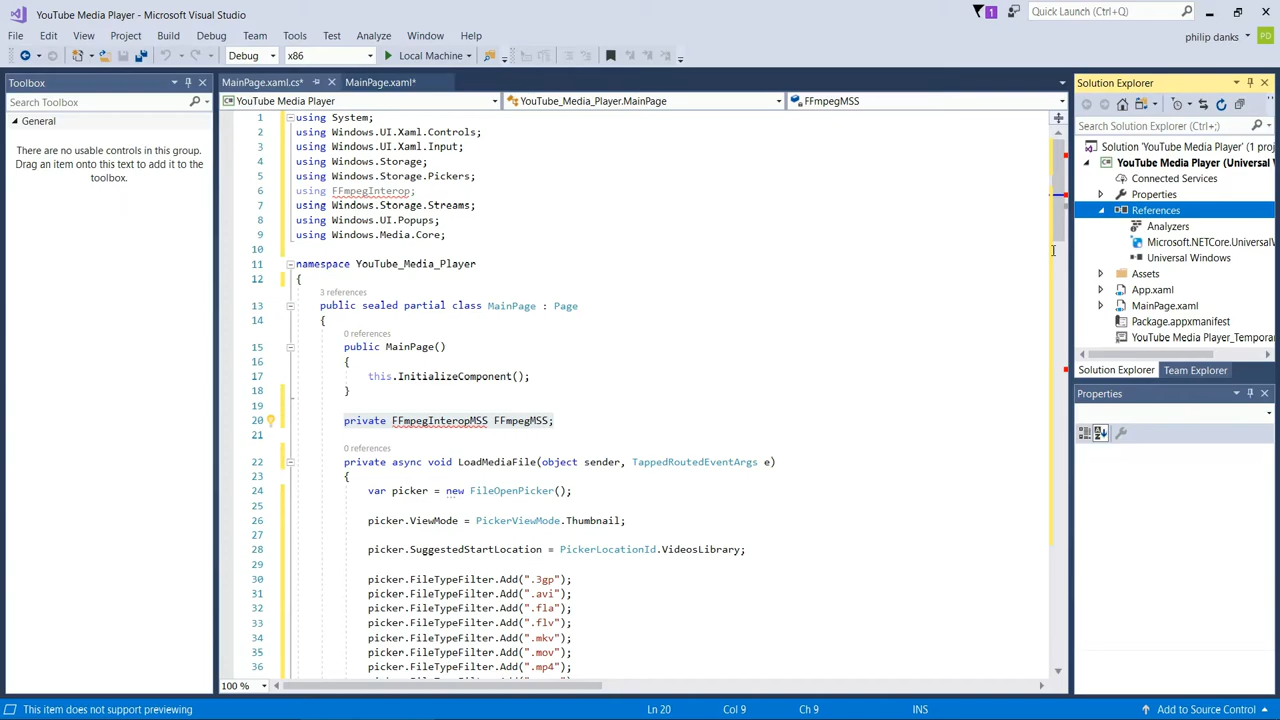 YouTube Media Player - Microsoft Visual Studio
1
Quick Launch (Ctrl+Q)
File Edit View Project Build Debug Team Tools Test Analyze Window Help
philip danks PD
Debug x86 Local Machine
Toolbox
Search Toolbox
General
There are no usable controls in this group.
Drag an item onto this text to add it to the
toolbox.
MainPage.xaml.cs* MainPage.xaml*
YouTube Media Player YouTube_Media_Player.MainPage FFmpegMSS
1 using System;
2 using Windows.UI.Xaml.Controls;
3 using Windows.UI.Xaml.Input;
4 using Windows.Storage;
5 using Windows.Storage.Pickers;
6 using FFmpegInterop;
7 using Windows.Storage.Streams;
8 using Windows.UI.Popups;
9 using Windows.Media.Core;
10
11 namespace YouTube_Media_Player
12 {
3 references
13 public sealed partial class MainPage : Page
14 {
0 references
15 public MainPage()
16 {
17 this.InitializeComponent();
18 }
19
20 private FFmpegInteropMSS FFmpegMSS;
21
0 references
22 private async void LoadMediaFile(object sender, TappedRoutedEventArgs e)
23 {
24 var picker = new FileOpenPicker();
25
26 picker.ViewMode = PickerViewMode.Thumbnail;
27
28 picker.SuggestedStartLocation = PickerLocationId.VideosLibrary;
29
30 picker.FileTypeFilter.Add(".3gp");
31 picker.FileTypeFilter.Add(".avi");
32 picker.FileTypeFilter.Add(".fla");
33 picker.FileTypeFilter.Add(".flv");
34 picker.FileTypeFilter.Add(".mkv");
35 picker.FileTypeFilter.Add(".mov");
36 picker.FileTypeFilter.Add(".mp4");
100 %
Solution Explorer
Search Solution Explorer (Ctrl+;)
Solution 'YouTube Media Player' (1 proj
YouTube Media Player (Universal W
Connected Services
Properties
References
Analyzers
Microsoft.NETCore.UniversalW
Universal Windows
Assets
App.xaml
MainPage.xaml
Package.appxmanifest
YouTube Media Player_Tempora
Solution Explorer Team Explorer
Properties
This item does not support previewing Ln 20 Col 9 Ch 9 INS Add to Source Control